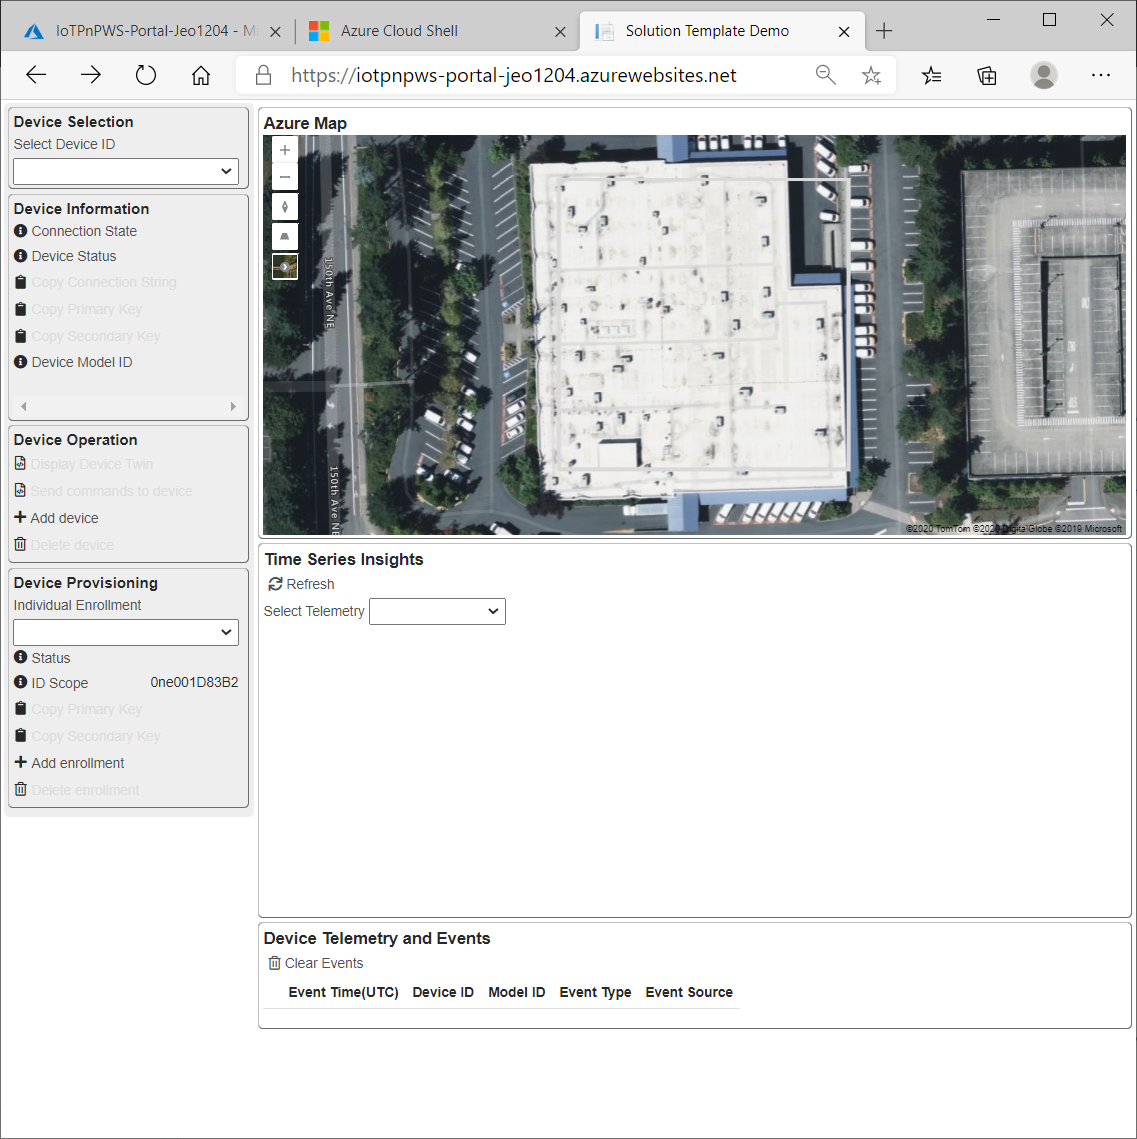 IoTPnPWS-Portal-Jeo1204 - M
Azure Cloud Shell
Solution Template Demo
https://iotpnpws-portal-jeo1204.azurewebsites.net
Device Selection
Select Device ID
Device Information
Connection State
Device Status
Copy Connection String
Copy Primary Key
Copy Secondary Key
Device Model ID
Device Operation
Display Device Twin
Send commands to device
Add device
Delete device
Device Provisioning
Individual Enrollment
Status
ID Scope 0ne001D83B2
Copy Primary Key
Copy Secondary Key
Add enrollment
Delete enrollment
Azure Map
150th Ave NE
150th Ave NE
©2020 TomTom ©2020 DigitalGlobe ©2019 Microsoft
Time Series Insights
Refresh
Select Telemetry
Device Telemetry and Events
Clear Events
Event Time(UTC) Device ID Model ID Event Type Event Source